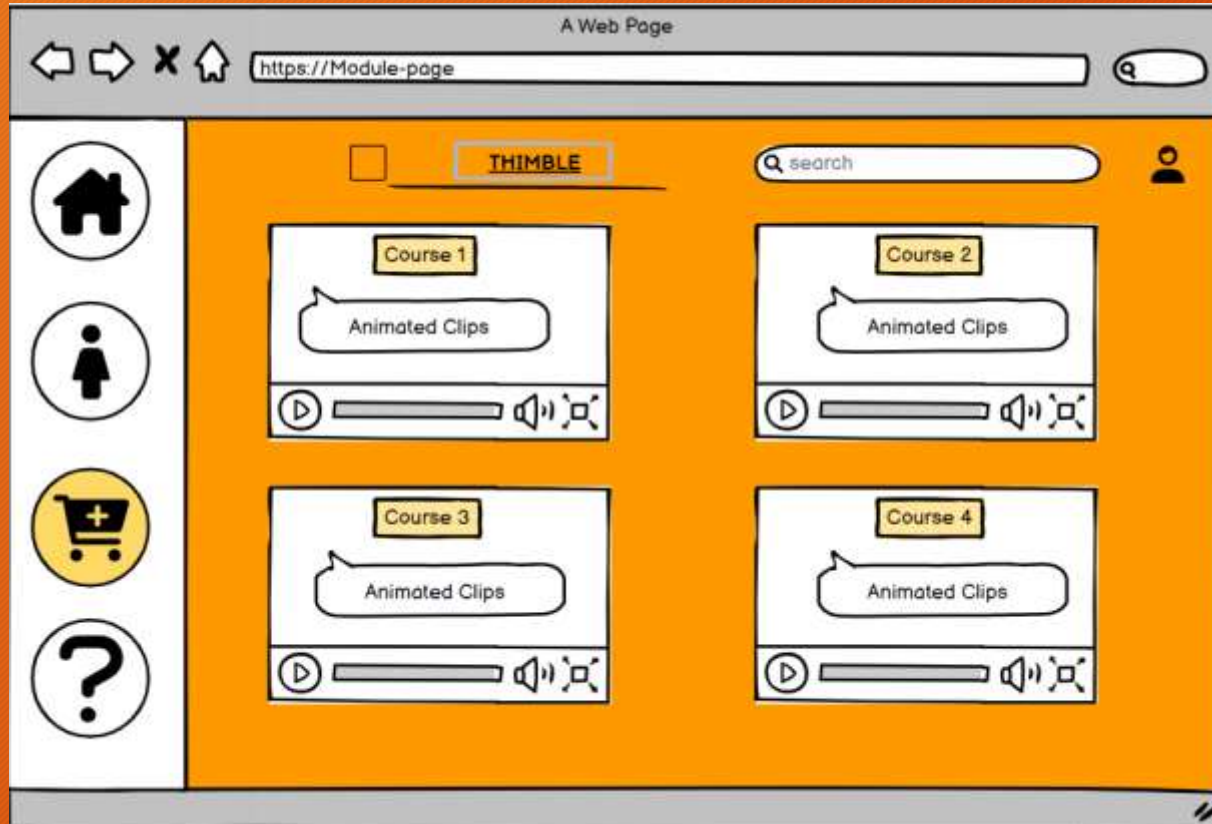 A Web Page
https://Module-page
THIMBLE
search
Course 1
Animated Clips
Course 2
Animated Clips
Course 3
Animated Clips
Course 4
Animated Clips